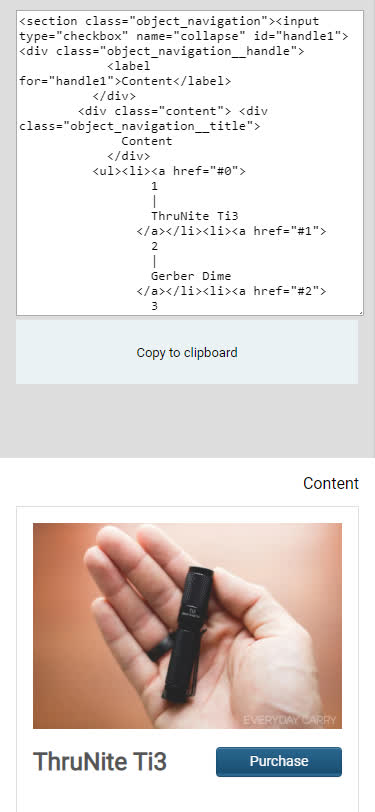 <section class="object_navigation"><input
type="checkbox" name="collapse" id="handle1">
<div class="object_navigation__handle">
<label
for="handle1">Content</label>
</div>
<div class="content"> <div
class="object_navigation__title">
Content
</div>
<ul><li><a href="#0">
1
|
ThruNite Ti3
</a></li><li><a href="#1">
2
|
Gerber Dime
</a></li><li><a href="#2">
3
Copy to clipboard
Content
EVERYDAY CARRY
ThruNite Ti3
Purchase